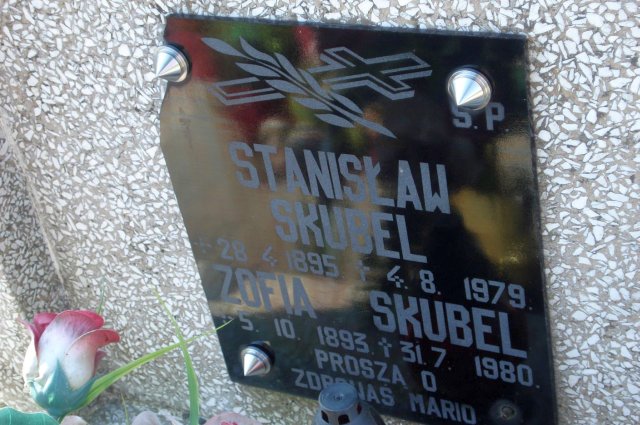 Ś.P
STANISŁAW
SKUBEL
+ 28 4.1895 + 4.8. 1979.
ZOFIA SKUBEL
5. 10. 1893 + 31.7. 1980.
PROSZĄ O
ZDROWAŚ MARIO